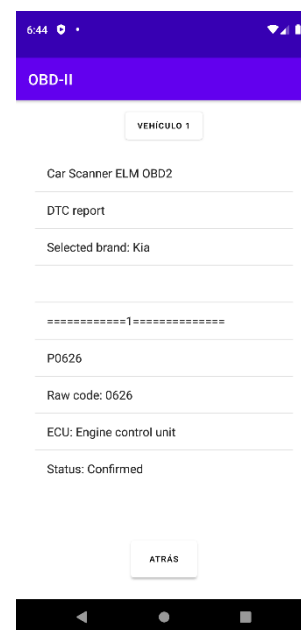 6:44
OBD-II
VEHÍCULO 1
Car Scanner ELM OBD2
DTC report
Selected brand: Kia
============1==============
P0626
Raw code: 0626
ECU: Engine control unit
Status: Confirmed
ATRÁS